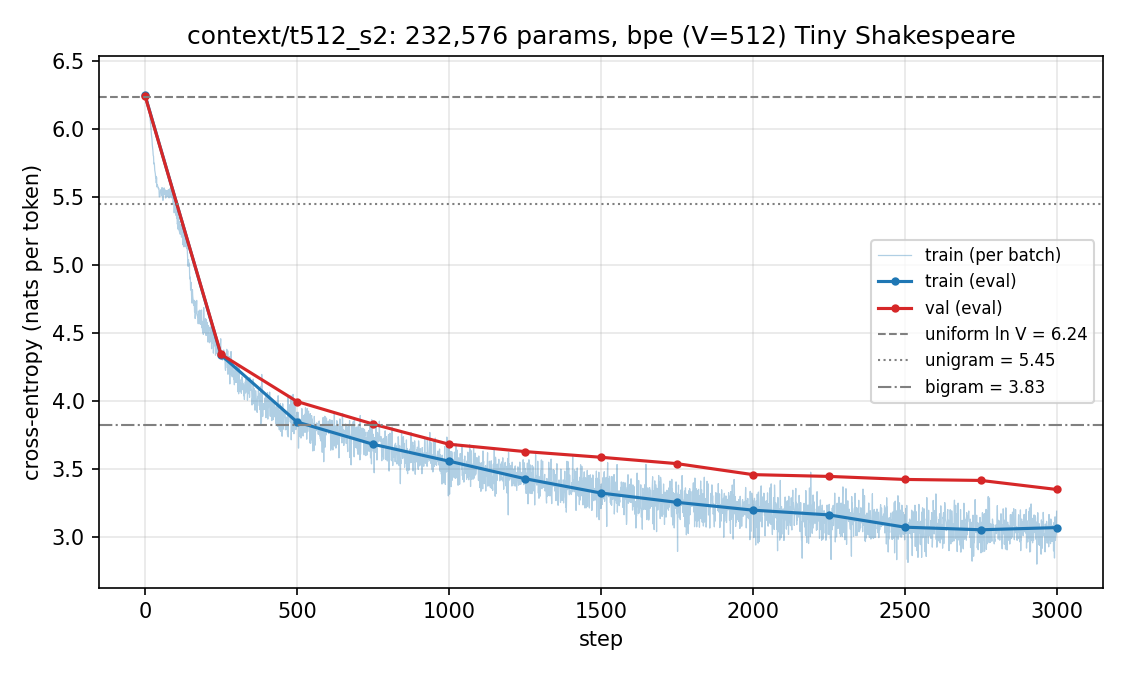 context/t512_s2: 232,576 params, bpe (V=512) Tiny Shakespeare
cross-entropy (nats per token)
6.5
6.0
5.5
5.0
4.5
4.0
3.5
3.0
train (per batch)
train (eval)
val (eval)
uniform ln V = 6.24
unigram = 5.45
bigram = 3.83
0
500
1000
1500
2000
2500
3000
step